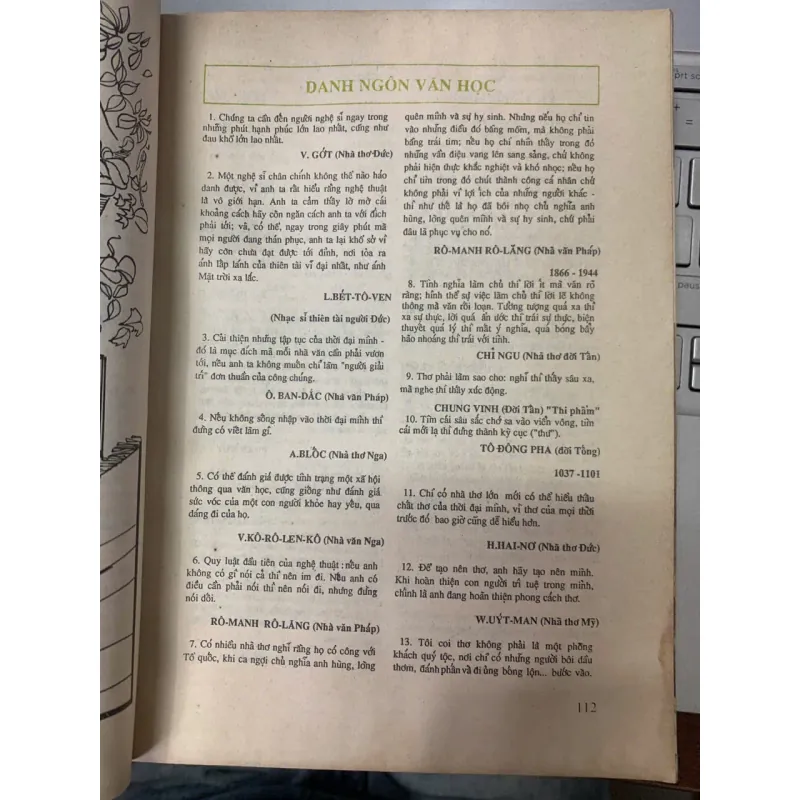 DANH NGÔN VĂN HỌC
1. Chúng ta cần đến người nghệ sĩ ngay trong
những phút hạnh phúc lớn lao nhất, cũng như
đau khổ lớn lao nhất.
V. GỚT (Nhà thơ Đức)
2. Một nghệ sĩ chân chính không thể nào háo
danh được, vì anh ta rất hiểu rằng nghệ thuật
là vô giới hạn. Anh ta cảm thấy lờ mờ cái
khoảng cách hãy còn ngăn cách anh ta với đích
phải tới; và, có thể, ngay trong giây phút mà
mọi người đang thán phục, anh ta lại khổ sở vì
hãy còn chưa đạt được tới đỉnh, nơi tỏa ra
ánh lấp lánh của thiên tài vĩ đại nhất, như ánh
Mặt trời xa lắc.
L.BẾT-TÔ-VEN
(Nhạc sĩ thiên tài người Đức)
3. Cải thiện những tập tục của thời đại mình -
đó là mục đích mà mỗi nhà văn cần phải vươn
tới, nếu anh ta không muốn chỉ làm "người giải
trí" đơn thuần của công chúng.
Ô. BAN-DẮC (Nhà văn Pháp)
4. Nếu không sống nhập vào thời đại mình thì
đừng có viết lăm gì.
A.BLỐC (Nhà thơ Nga)
5. Có thể đánh giá được tình trạng một xã hội
thông qua văn học, cũng giống như đánh giá
sức vóc của một con người khỏe hay yếu, qua
dáng đi của họ.
V.KÔ-RÔ-LEN-KÔ (Nhà văn Nga)
6. Quy luật đầu tiên của nghệ thuật : nếu anh
không có gì nói cả thì nên im đi. Nếu anh có
điều cần phải nói thì nên nói đi, nhưng đừng
nói dối.
RÔ-MANH RÔ-LĂNG (Nhà văn Pháp)
7. Có nhiều nhà thơ nghĩ rằng họ có công với
Tổ quốc, khi ca ngợi chủ nghĩa anh hùng, lòng
quên mình và sự hy sinh. Nhưng nếu họ chỉ tin
vào những điều đó bằng mồm, mà không phải
bằng trái tim; nếu họ chỉ nhìn thấy trong đó
những vần điệu vang lên sang sảng, chứ không
phải hiện thực khắc nghiệt và khó nhọc; nếu họ
chỉ tìm trong đó chút thành công cá nhân chứ
không phải vì lợi ích của những người khác -
thì như thế là họ đã bôi nhọ chủ nghĩa anh
hùng, lòng quên mình và sự hy sinh, chứ phải
đâu là phục vụ cho nó.
RÔ-MANH RÔ-LĂNG (Nhà văn Pháp)
1866 - 1944
8. Tình nghĩa làm chủ thì lời ít mà văn rõ
ràng; hình thể sự việc làm chủ thì lời lẽ không
thông mà văn rối loạn. Tưởng tượng quá xa thì
xa sự thực, lời quá ẩn ước thì trái sự thực, biện
thuyết quá lý thì mất ý nghĩa, quá bóng bẩy
hào nhoáng thì trái với tình.
CHỈ NGU (Nhà thơ đời Tấn)
9. Thơ phải làm sao cho: nghĩ thì thấy sâu xa,
mà nghe thì thấy xúc động.
CHUNG VINH (Đời Tấn) "Thi phẩm"
10. Tìm cái sâu sắc chớ sa vào viển vông, tìm
cái mới lạ thì đừng thành kỳ cục ("thư").
TÔ ĐÔNG PHA (đời Tống)
1037 -1101
11. Chỉ có nhà thơ lớn mới có thể hiểu thấu
chất thơ của thời đại mình, vì thơ của mọi thời
trước đó bao giờ cũng dễ hiểu hơn.
H.HAI-NƠ (Nhà thơ Đức)
12. Để tạo nên thơ, anh hãy tạo nên mình.
Khi hoàn thiện con người trí tuệ trong mình,
chính là anh đang hoàn thiện phong cách thơ.
W.UÝT-MAN (Nhà thơ Mỹ)
13. Tôi coi thơ không phải là một phòng
khách quý tộc, nơi chỉ có những người bôi dầu
thơm, đánh phấn và đi ủng bóng lộn... bước vào.
112